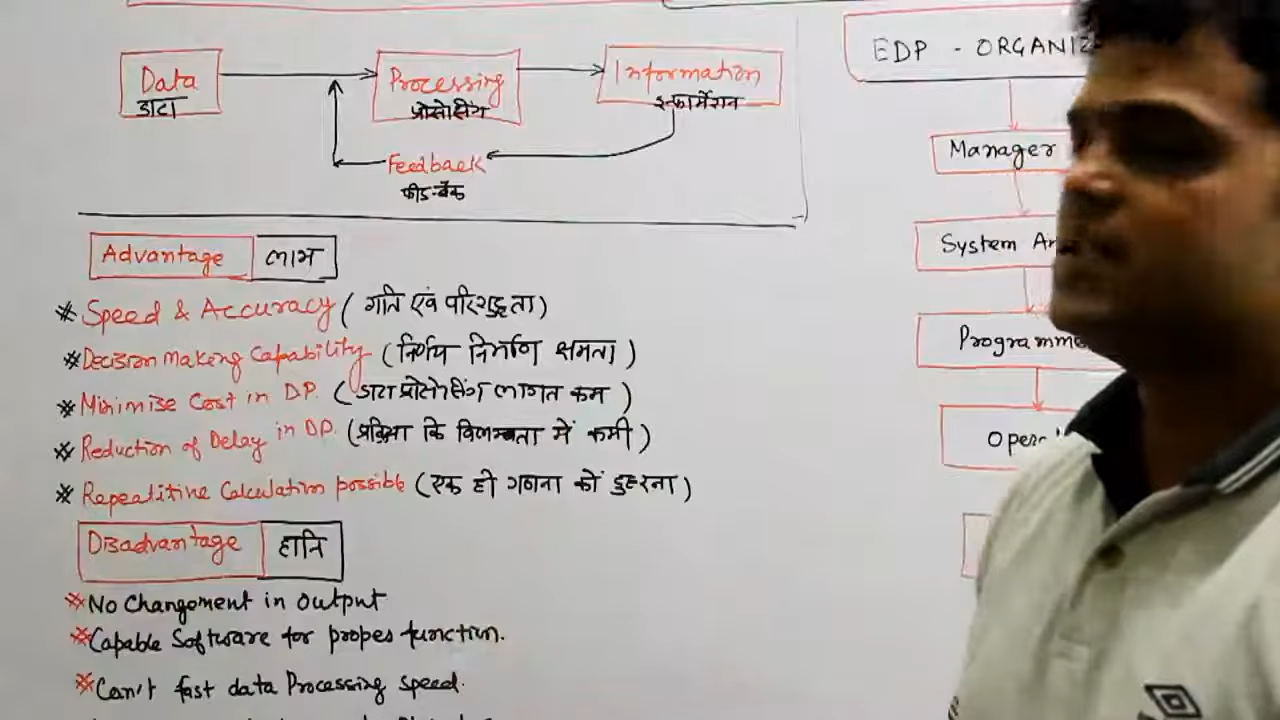 Data
डाटा
Processing
प्रोसेसिंग
Information
इन्फार्मेशन
Feedback
फीड-बैक
Advantage लाभ
* Speed & Accuracy (गति एवं परिशुद्धता)
* Decision Making Capability (निर्णय निर्माण क्षमता)
* Minimise Cost in DP. (डाटा प्रोसेसिंग लागत कम)
* Reduction of Delay in DP. (प्रक्रिया कि विलम्बता में कमी)
* Repeatitive Calculation possible (एक ही गणना को दुहरना)
Disadvantage हानि
* No Changement in output
* Capable Software for propes function.
* Can't fast data Processing speed.
EDP - ORGANIZ
Manager
System An
Programme
Oper